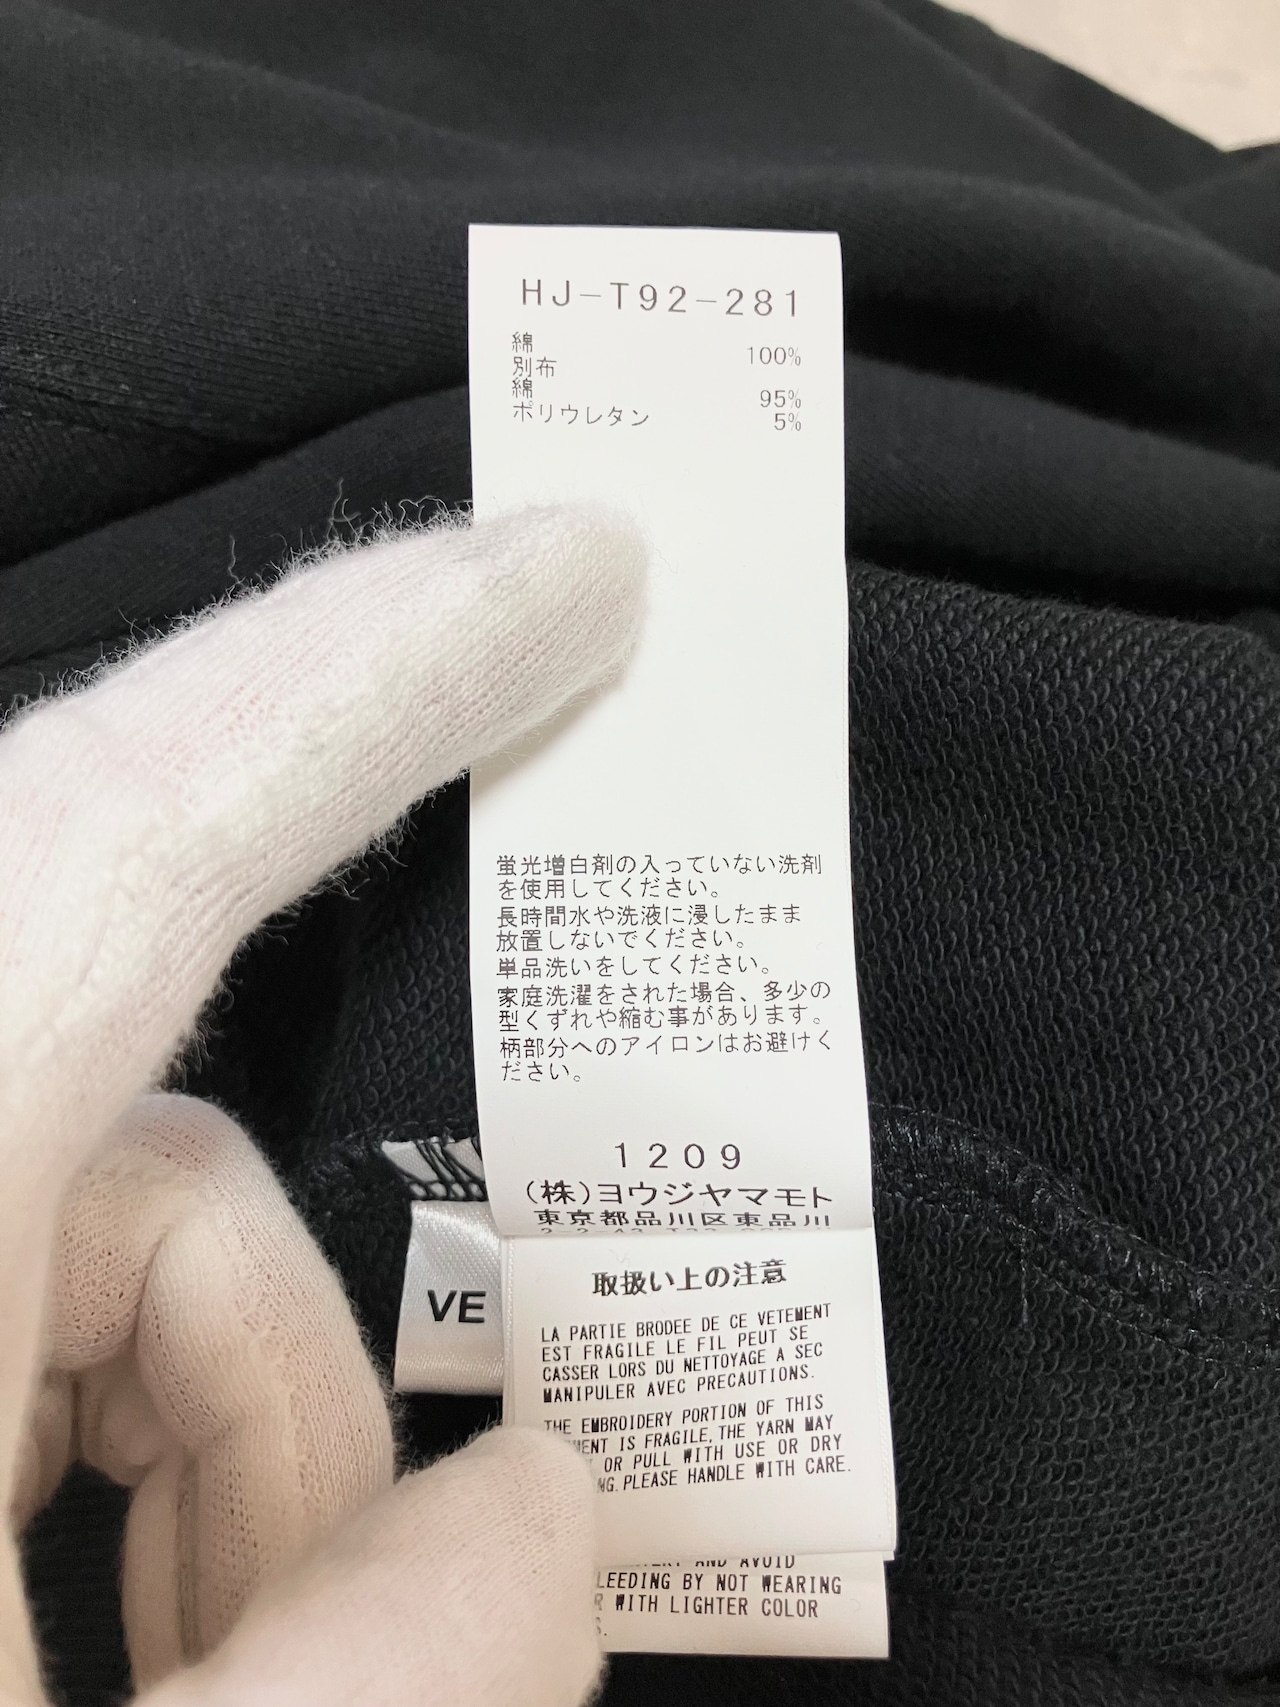 HJ-T92-281
綿
別布 100%
綿 95%
ポリウレタン 5%
蛍光増白剤の入っていない洗剤
を使用してください。
長時間水や洗液に浸したまま
放置しないでください。
単品洗いをしてください。
家庭洗濯をされた場合、多少の
型くずれや縮む事があります。
柄部分へのアイロンはお避けく
ださい。
1209
(株)ヨウジヤマモト
東京都品川区東品川
VE
取扱い上の注意
LA PARTIE BRODEE DE CE VETEMENT
EST FRAGILE LE FIL PEUT SE
CASSER LORS DU NETTOYAGE A SEC
MANIPULER AVEC PRECAUTIONS.
THE EMBROIDERY PORTION OF THIS
IS FRAGILE,THE YARN MAY
OR PULL WITH USE OR DRY
PLEASE HANDLE WITH CARE.
AND AVOID
BY NOT WEARING
WITH LIGHTER COLOR